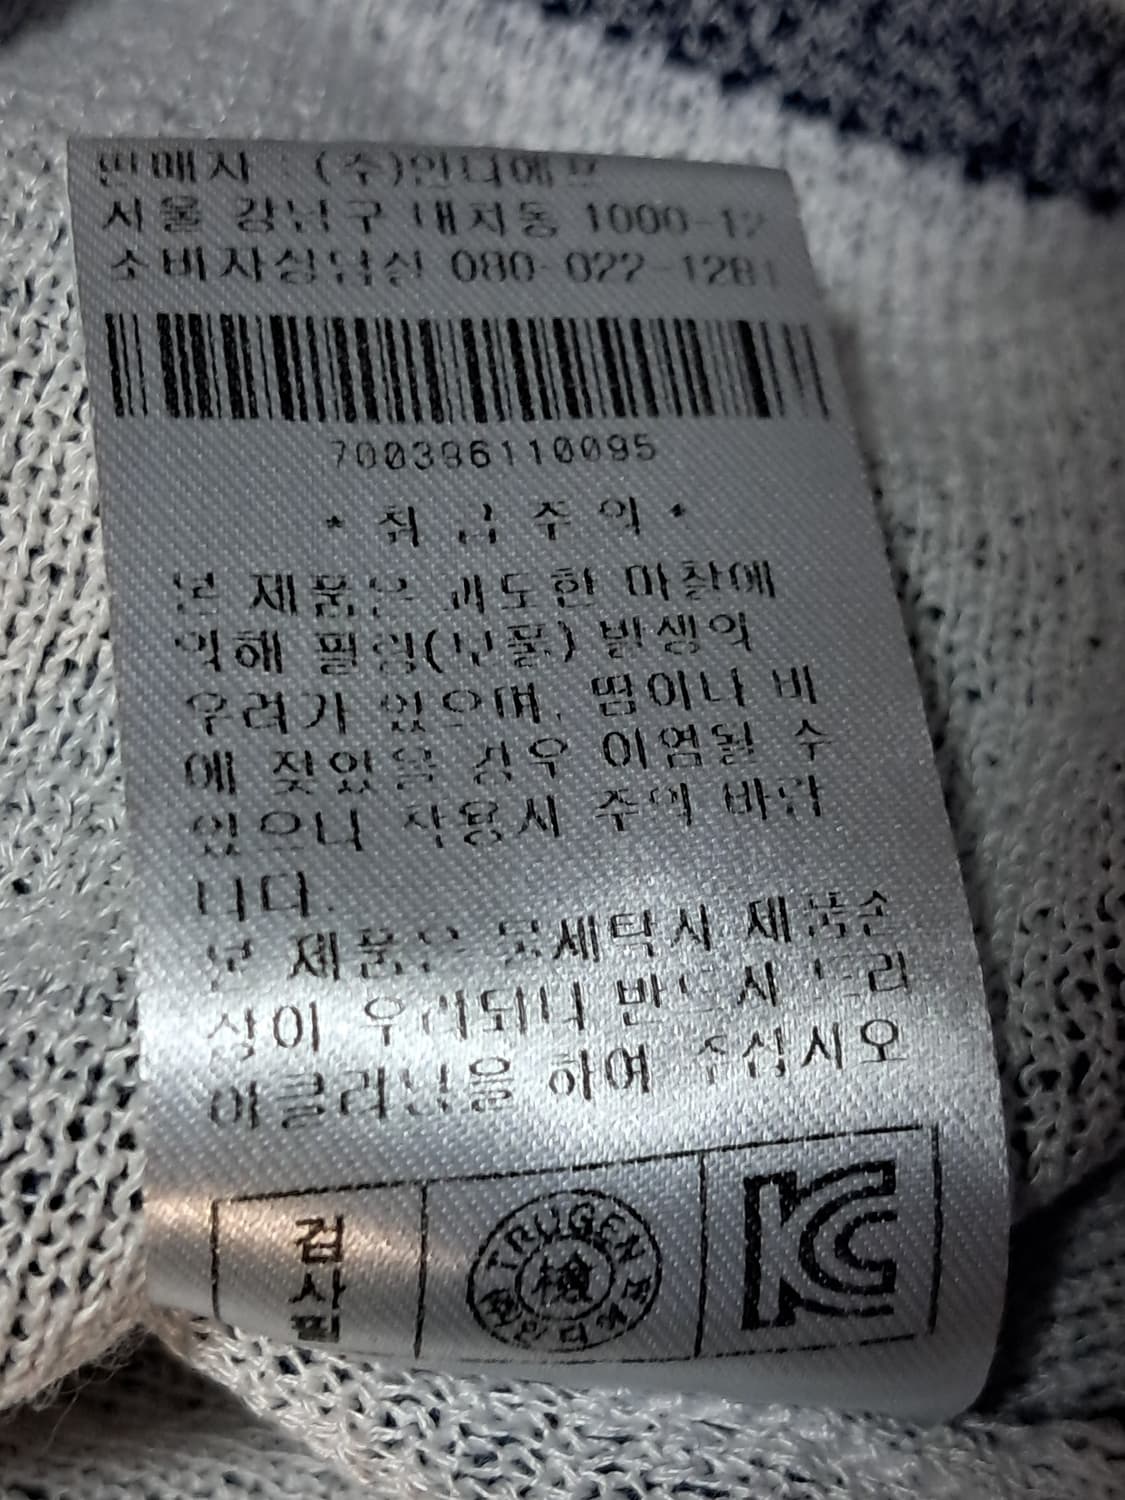 판매자 : (주)인디에프
서울 강남구 대치동 1000-12
소비자상담실 080-022-1281
700396110095
* 취 급 주 의 *
본 제품은 과도한 마찰에
의해 필링(보풀) 발생의
우려가 있으며, 땀이나 비
에 젖었을 경우 이염될 수
있으니 착용시 주의 바랍
니다.
본 제품은 물세탁시 제품손
상이 우려되니 반드시 드라
이클리닝을 하여 주십시오
검사필
TRUGEN
檢